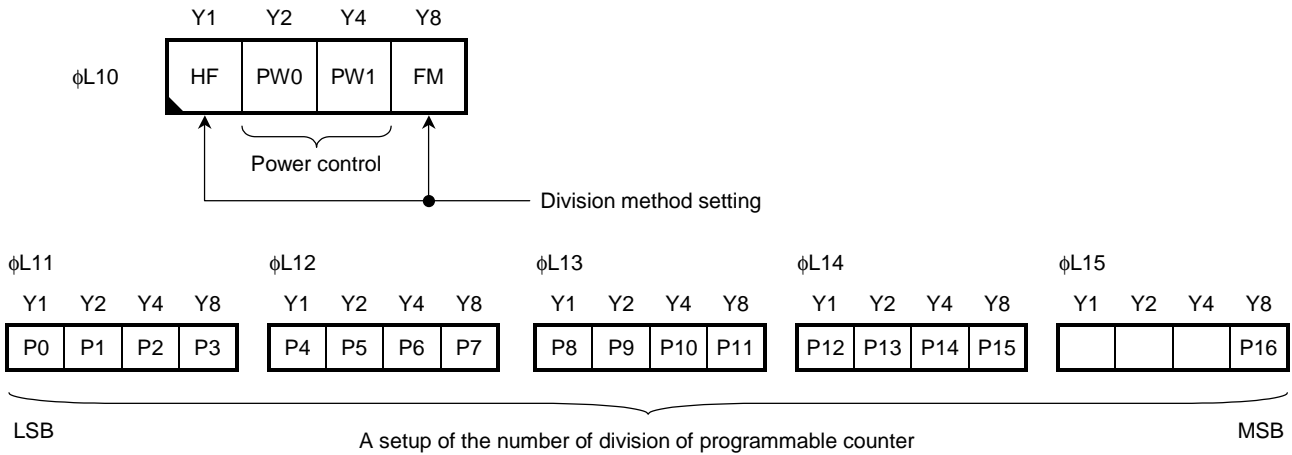 Y1 Y2 Y4 Y8
ϕL10 HF PW0 PW1 FM
Power control
Division method setting
ϕL11 ϕL12 ϕL13 ϕL14 ϕL15
Y1 Y2 Y4 Y8 Y1 Y2 Y4 Y8 Y1 Y2 Y4 Y8 Y1 Y2 Y4 Y8 Y1 Y2 Y4 Y8
P0 P1 P2 P3 P4 P5 P6 P7 P8 P9 P10 P11 P12 P13 P14 P15 P16
LSB A setup of the number of division of programmable counter MSB